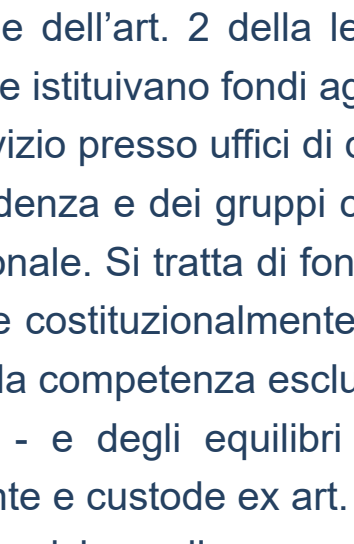 e dell’art. 2 della le
e istituivano fondi ag
vizio presso uffici di
denza e dei gruppi c
onale. Si tratta di fon
e costituzionalmente
la competenza esclu
- e degli equilibri
nte e custode ex art.